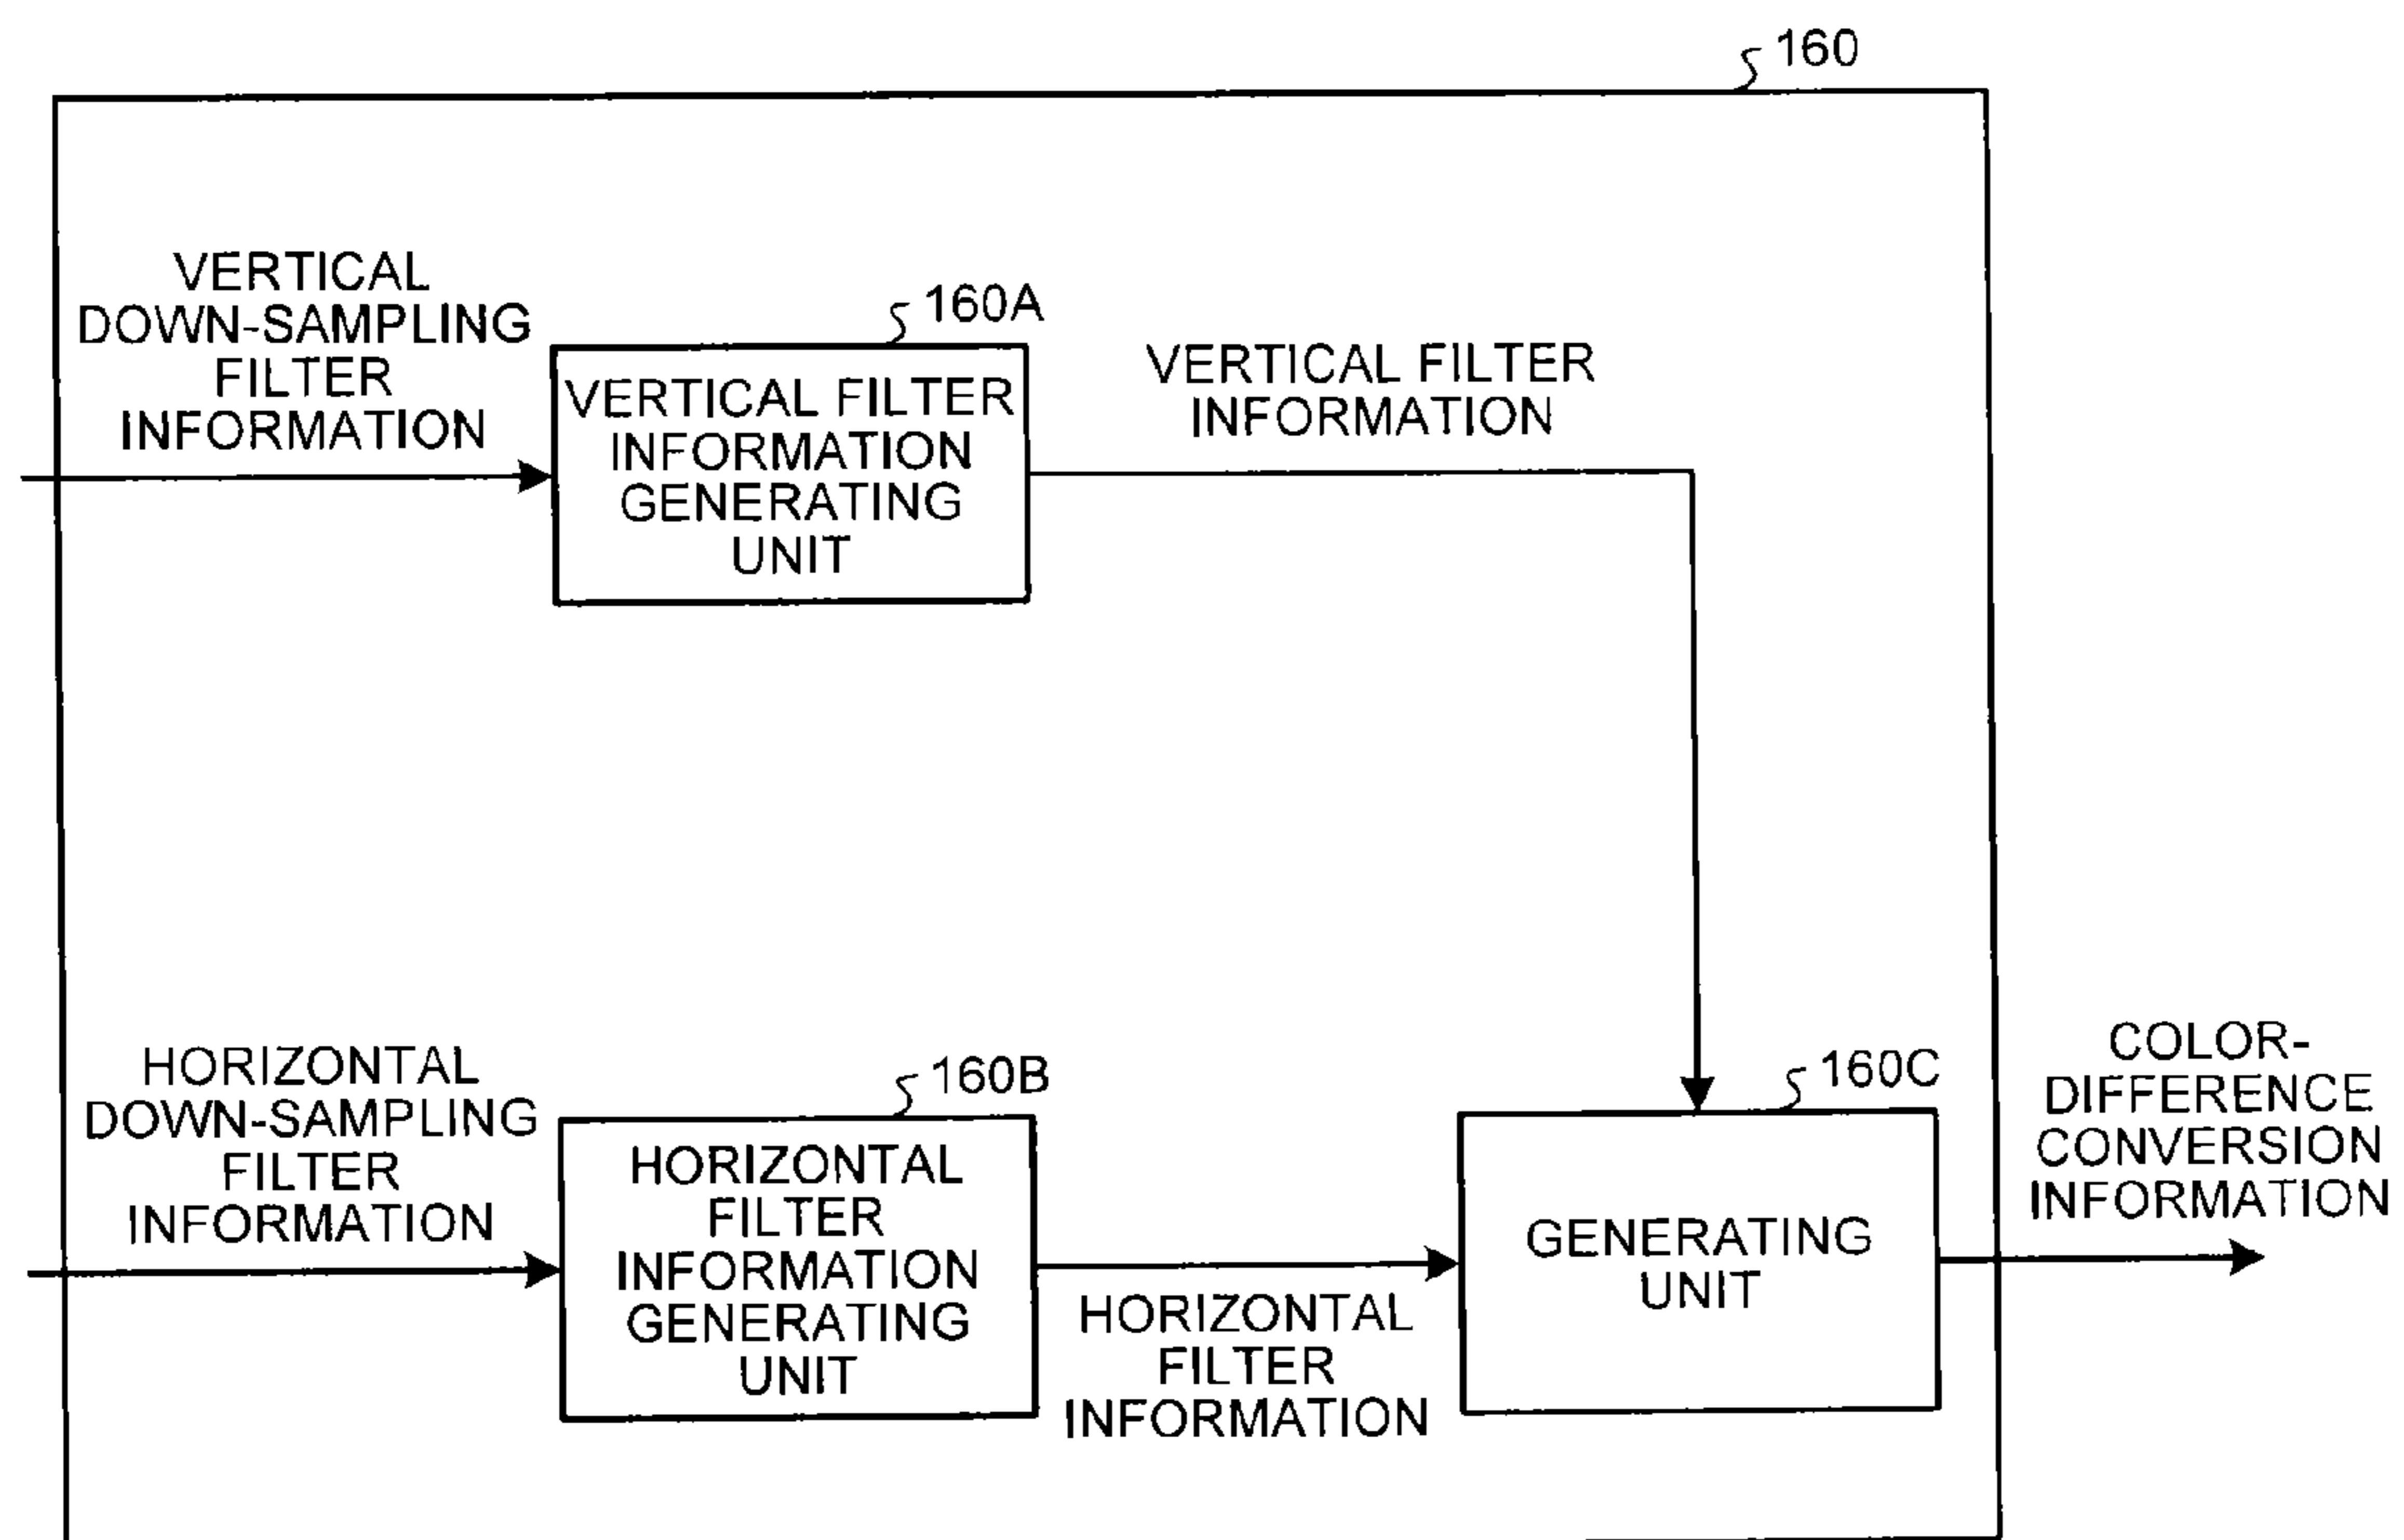 160
VERTICAL
DOWN-SAMPLING
FILTER
INFORMATION
160A
VERTICAL FILTER
INFORMATION
GENERATING
UNIT
VERTICAL FILTER
INFORMATION
HORIZONTAL
DOWN-SAMPLING
FILTER
INFORMATION
160B
HORIZONTAL
FILTER
INFORMATION
GENERATING
UNIT
HORIZONTAL
FILTER
INFORMATION
160C
GENERATING
UNIT
COLOR-
DIFFERENCE
CONVERSION
INFORMATION